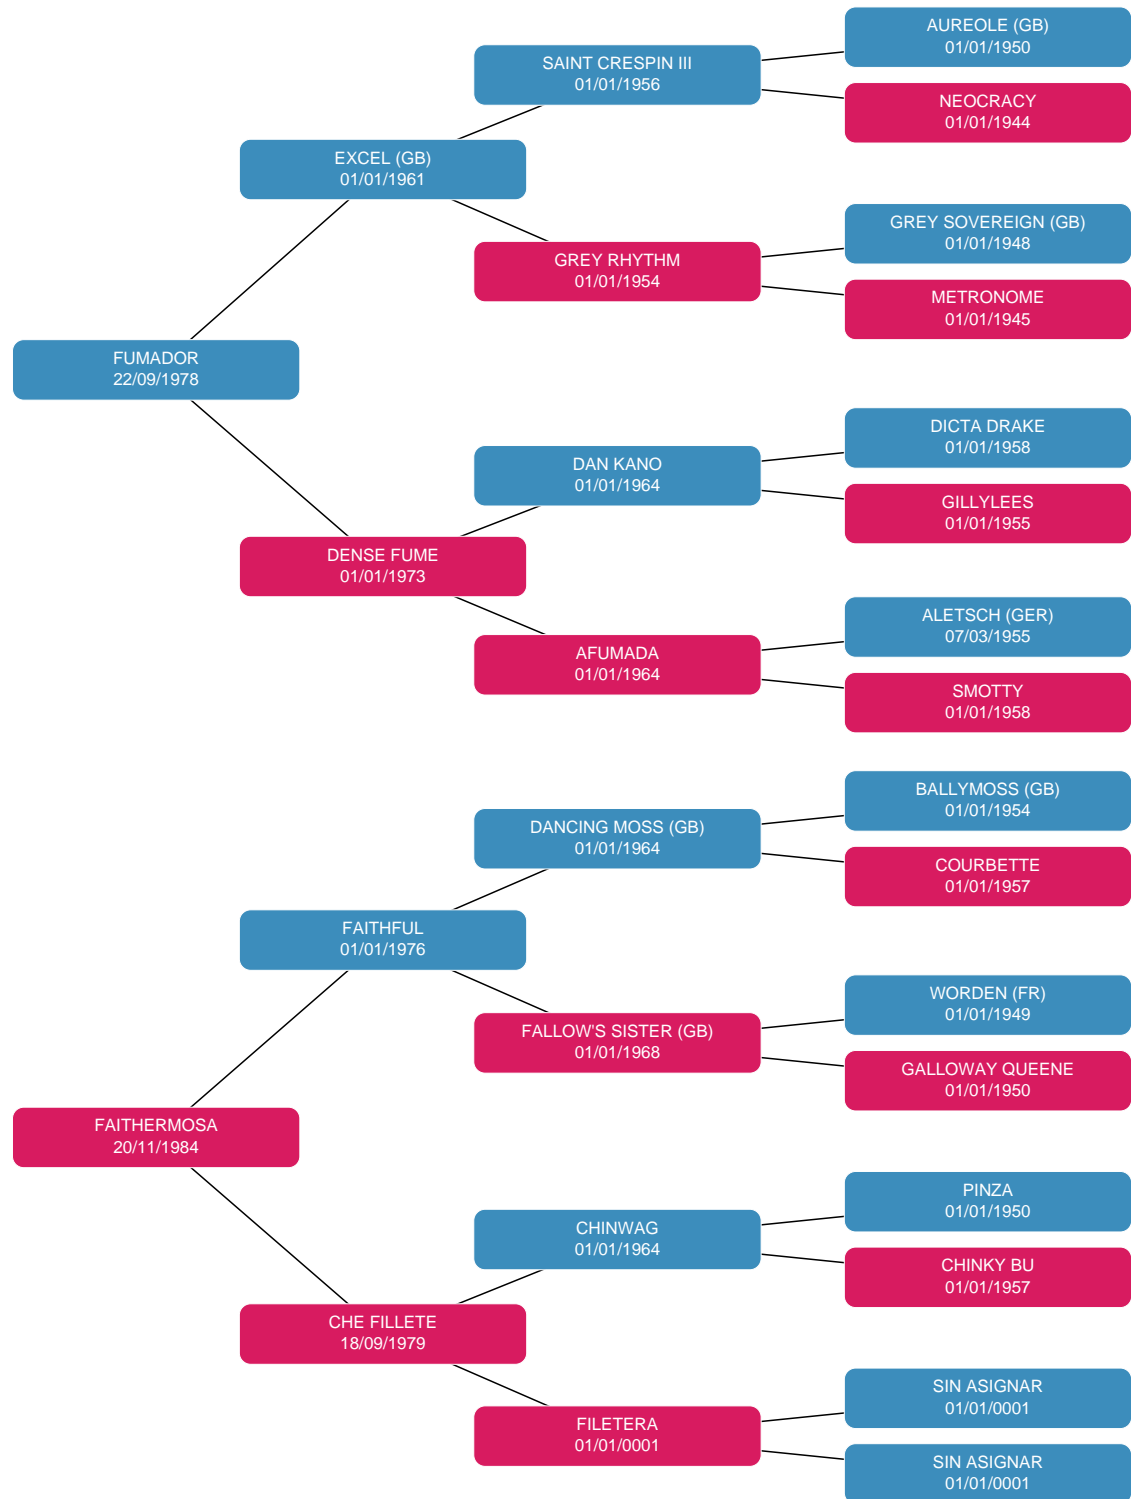 AUREOLE (GB)
01/01/1950
SAINT CRESPIN III
01/01/1956
NEOCRACY
01/01/1944
EXCEL (GB)
01/01/1961
GREY SOVEREIGN (GB)
01/01/1948
GREY RHYTHM
01/01/1954
METRONOME
01/01/1945
FUMADOR
22/09/1978
DICTA DRAKE
01/01/1958
DAN KANO
01/01/1964
GILLYLEES
01/01/1955
DENSE FUME
01/01/1973
ALETSCH (GER)
07/03/1955
AFUMADA
01/01/1964
SMOTTY
01/01/1958
BALLYMOSS (GB)
01/01/1954
DANCING MOSS (GB)
01/01/1964
COURBETTE
01/01/1957
FAITHFUL
01/01/1976
WORDEN (FR)
01/01/1949
FALLOW'S SISTER (GB)
01/01/1968
GALLOWAY QUEENE
01/01/1950
FAITHERMOSA
20/11/1984
PINZA
01/01/1950
CHINWAG
01/01/1964
CHINKY BU
01/01/1957
CHE FILLETE
18/09/1979
SIN ASIGNAR
01/01/0001
FILETERA
01/01/0001
SIN ASIGNAR
01/01/0001